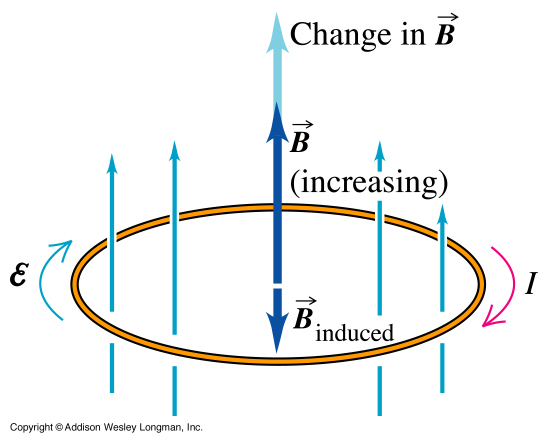 Change in B
B
(increasing)
ε
I
B induced
Copyright © Addison Wesley Longman, Inc.